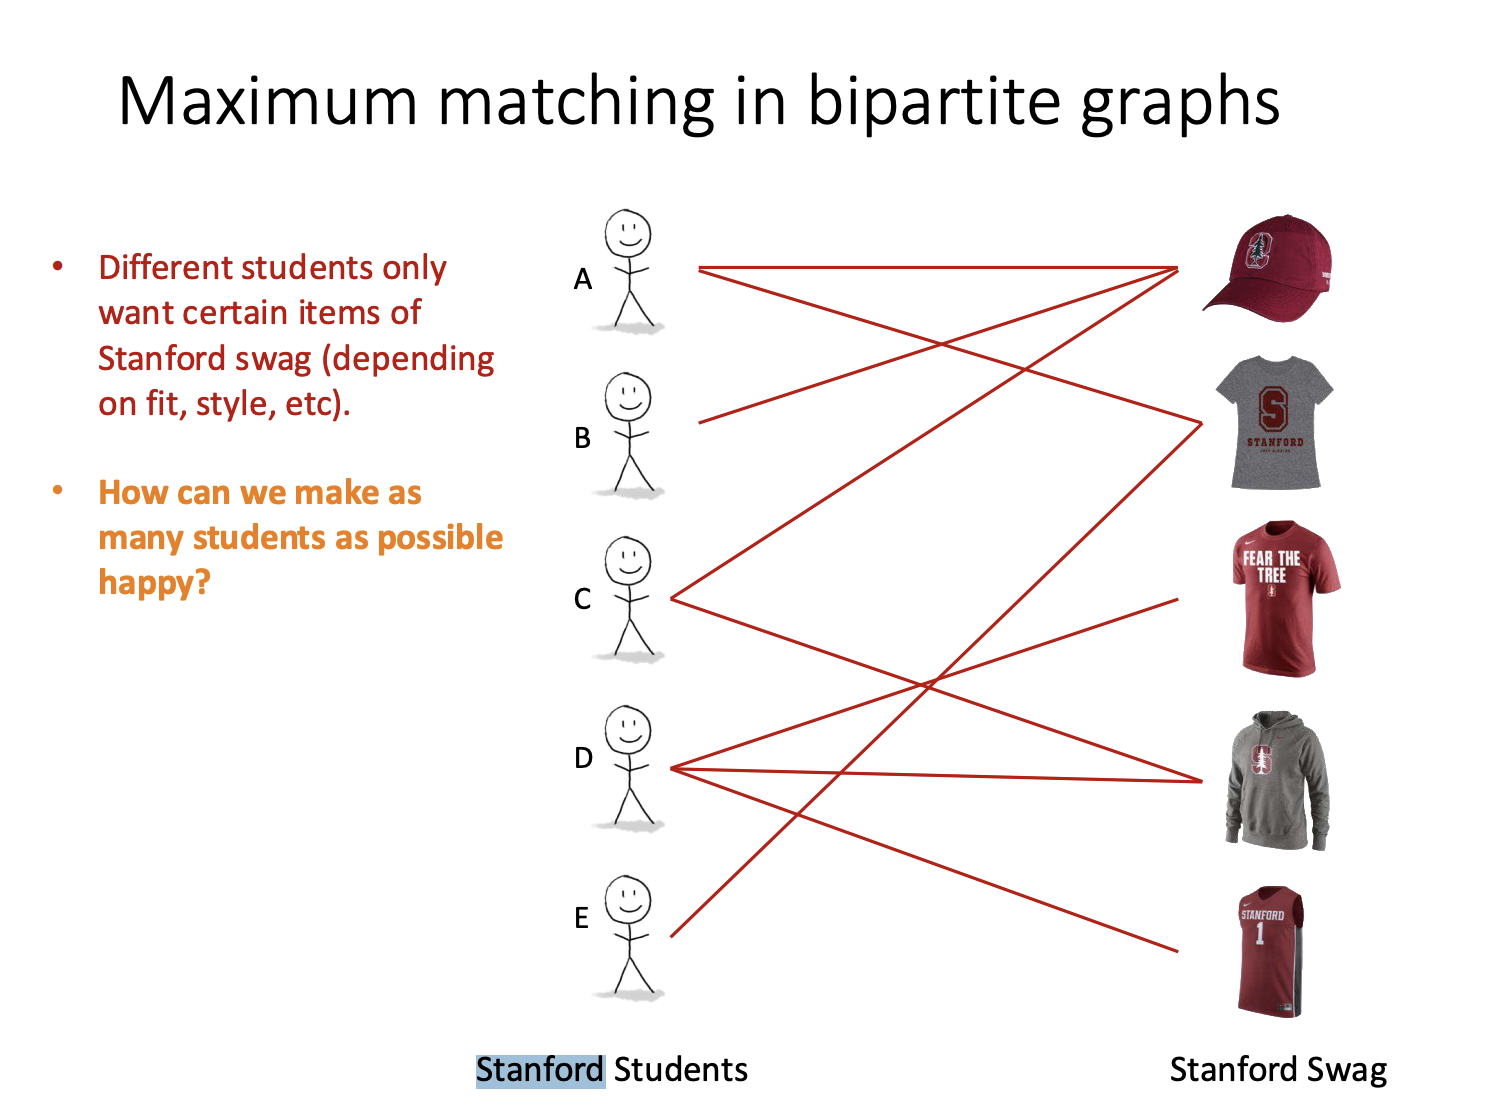 Maximum matching in bipartite graphs
• Different students only
want certain items of
Stanford swag (depending
on fit, style, etc).
• How can we make as
many students as possible
happy?
A
B
C
D
E
S
STANFORD
FEAR THE
TREE
S
S
STANFORD
1
Stanford Students
Stanford Swag